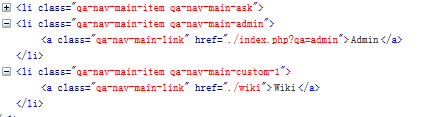 <li class="qa-nav-main-item qa-nav-main-ask">
<li class="qa-nav-main-item qa-nav-main-admin">
<a class="qa-nav-main-link" href="./index.php?qa=admin">Admin</a>
</li>
<li class="qa-nav-main-item qa-nav-main-custom-1">
<a class="qa-nav-main-link" href="./wiki">Wiki</a>
</li>